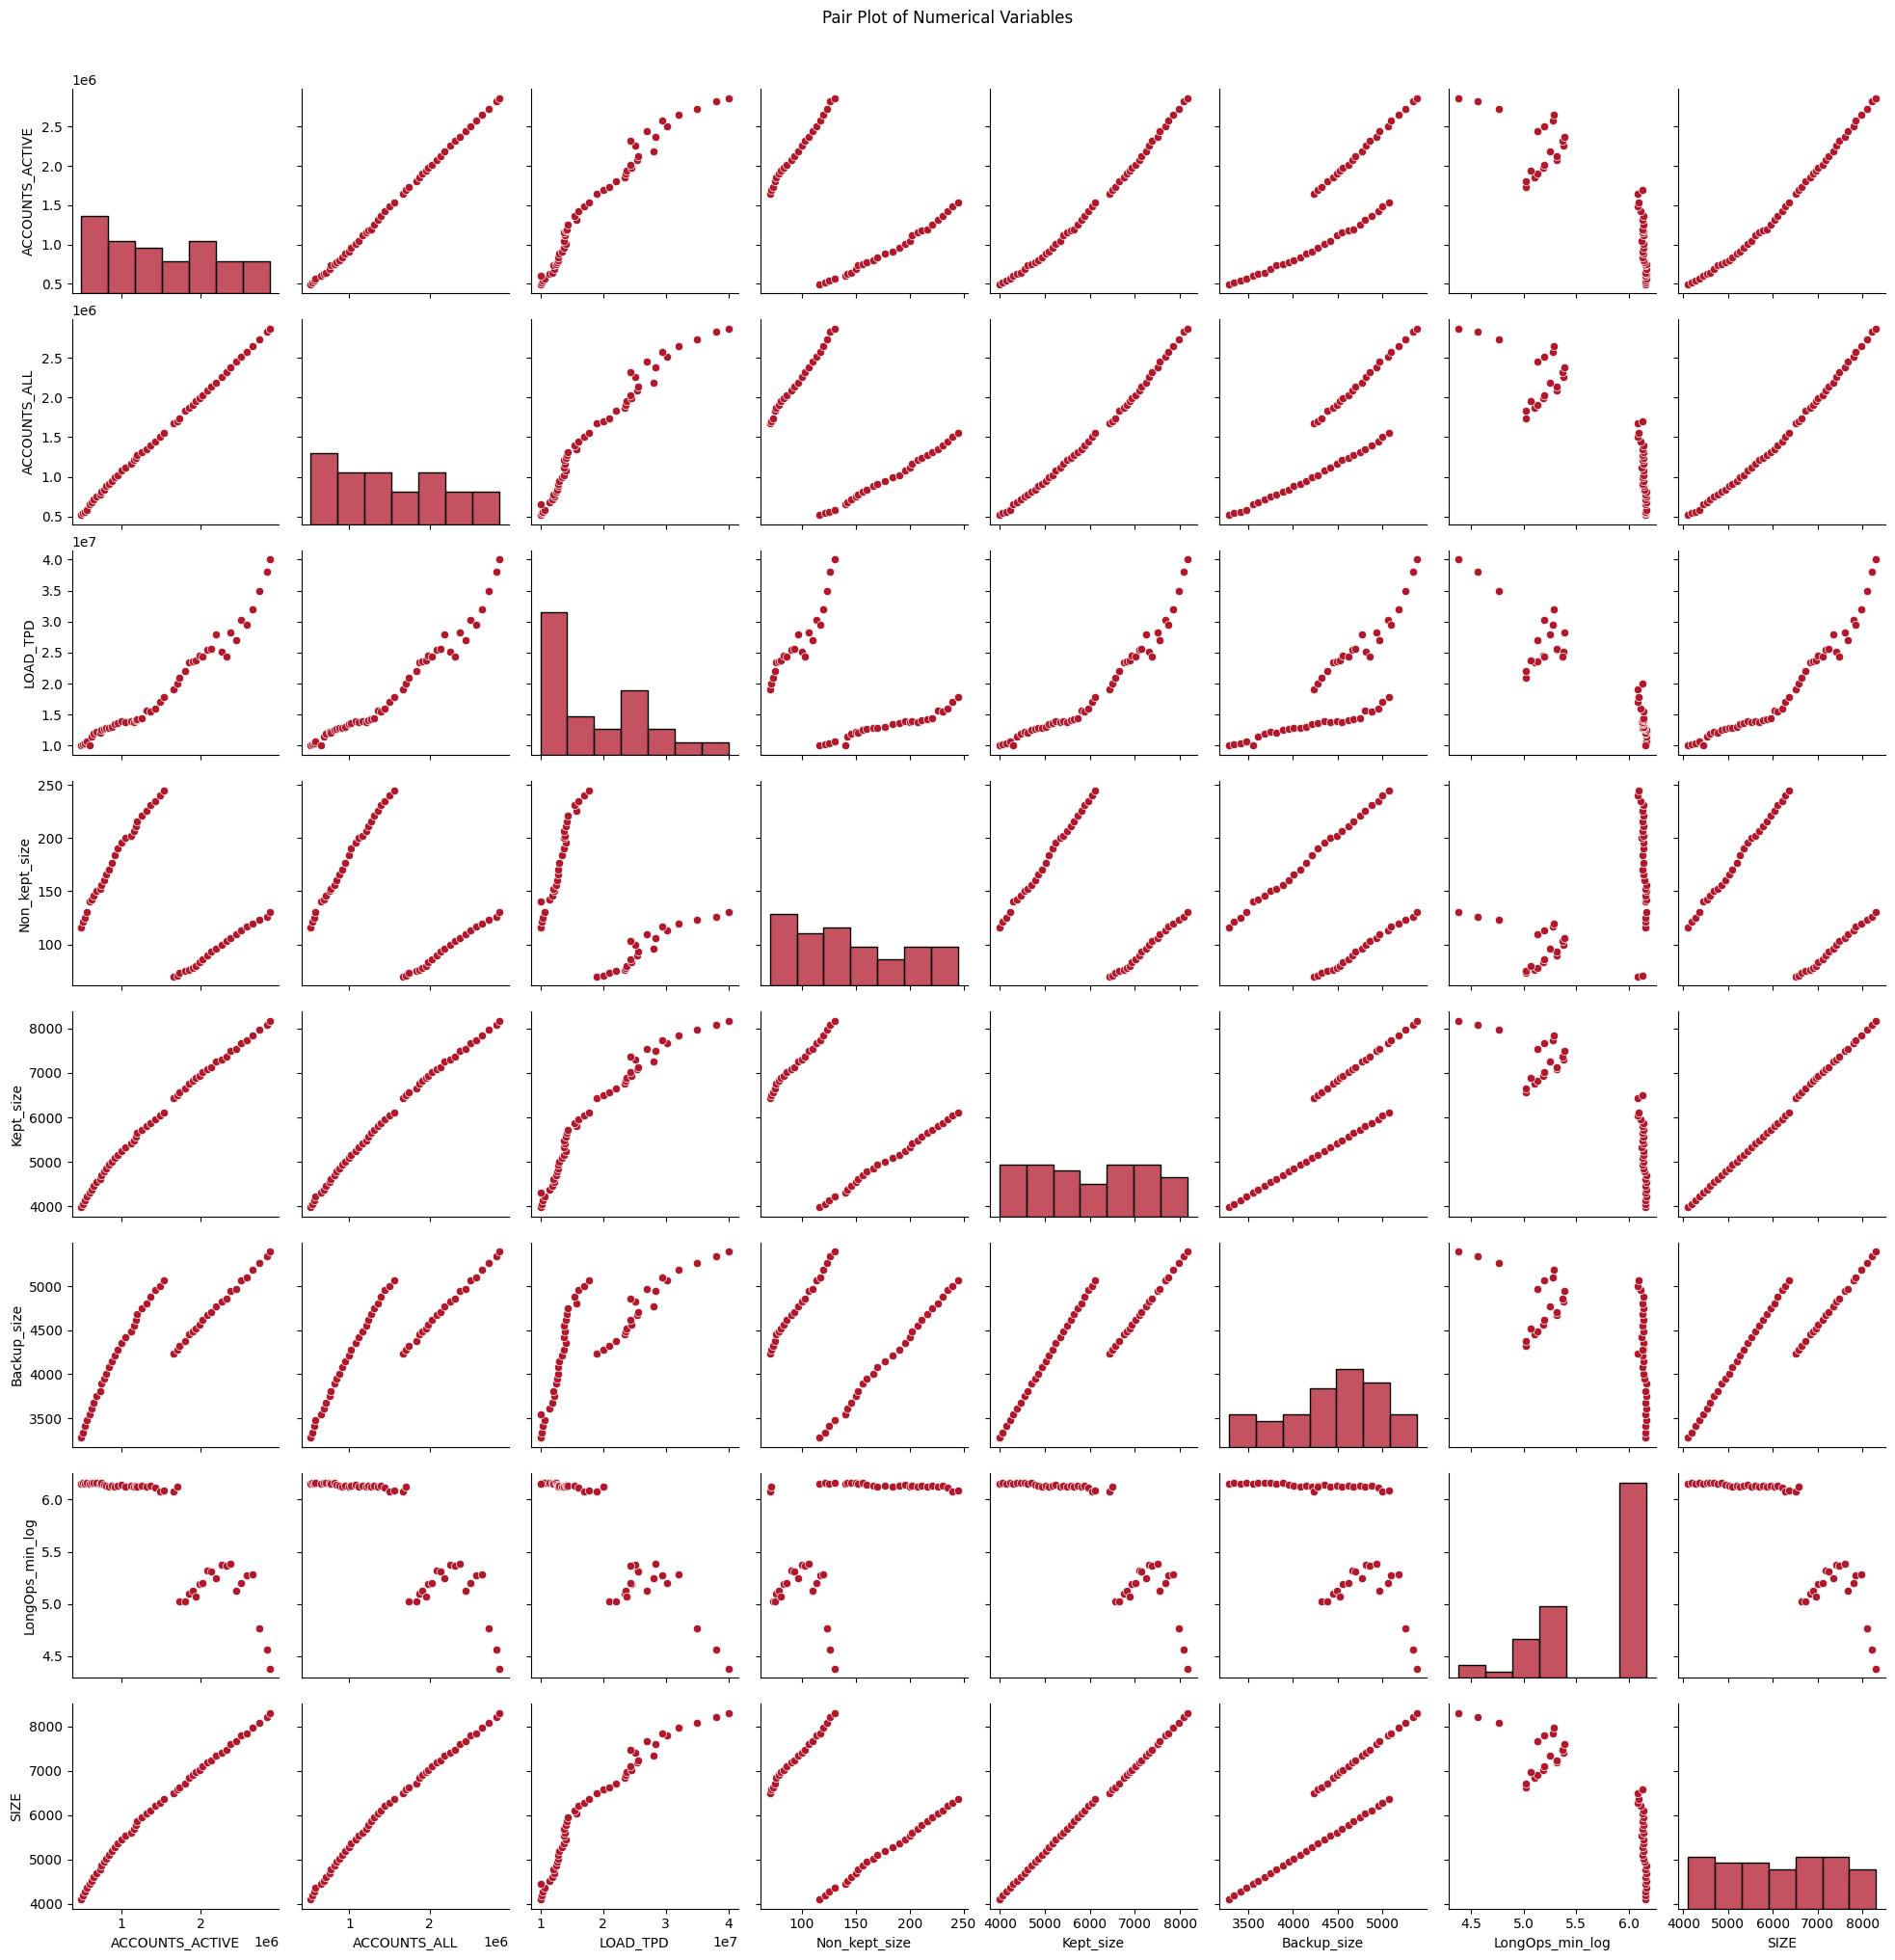 Pair Plot of Numerical Variables
1e6
ACCOUNTS_ACTIVE
2.5
2.0
1.5
1.0
0.5
1e6
ACCOUNTS_ALL
2.5
2.0
1.5
1.0
0.5
1e7
LOAD_TPD
4.0
3.5
3.0
2.5
2.0
1.5
1.0
Non_kept_size
250
200
150
100
Kept_size
8000
7000
6000
5000
4000
Backup_size
5000
4500
4000
3500
LongOps_min_log
6.0
5.5
5.0
4.5
SIZE
8000
7000
6000
5000
4000
1 2 1 2 1 2 3 4 100 150 200 250 4000 5000 6000 7000 8000 3500 4000 4500 5000 4.5 5.0 5.5 6.0 4000 5000 6000 7000 8000
ACCOUNTS_ACTIVE 1e6 ACCOUNTS_ALL 1e6 LOAD_TPD 1e7 Non_kept_size Kept_size Backup_size LongOps_min_log SIZE